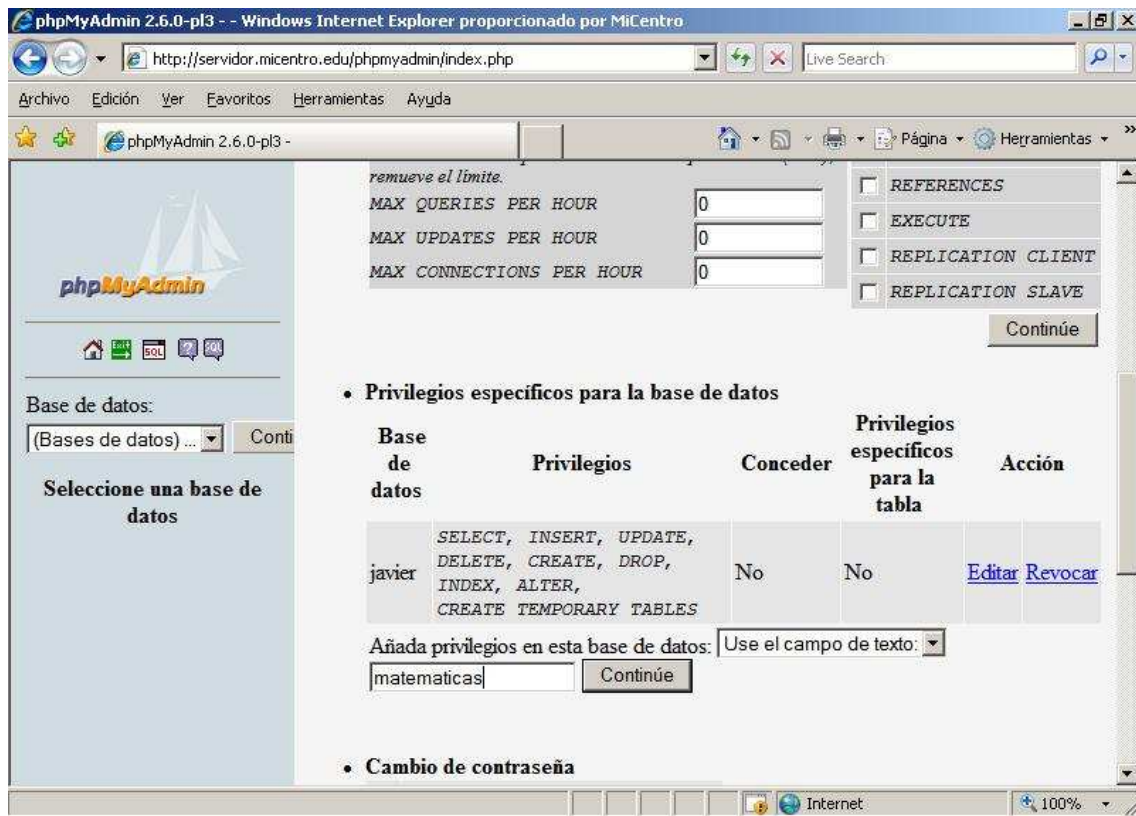 phpMyAdmin 2.6.0-pl3 - - Windows Internet Explorer proporcionado por MiCentro
http://servidor.micentro.edu/phpmyadmin/index.php
Live Search
Archivo Edición Ver Favoritos Herramientas Ayuda
phpMyAdmin 2.6.0-pl3 -
Página Herramientas
phpMyAdmin
Exit SQL ? SQL
Base de datos:
(Bases de datos) ... Conti
Seleccione una base de
datos
remueve el límite.
MAX QUERIES PER HOUR 0
MAX UPDATES PER HOUR 0
MAX CONNECTIONS PER HOUR 0
REFERENCES
EXECUTE
REPLICATION CLIENT
REPLICATION SLAVE
Continúe
• Privilegios específicos para la base de datos
Base de datos Privilegios Conceder Privilegios específicos para la tabla Acción
javier
SELECT, INSERT, UPDATE,
DELETE, CREATE, DROP,
INDEX, ALTER,
CREATE TEMPORARY TABLES
No No Editar Revocar
Añada privilegios en esta base de datos: Use el campo de texto:
matematicas Continúe
• Cambio de contraseña
Internet 100%